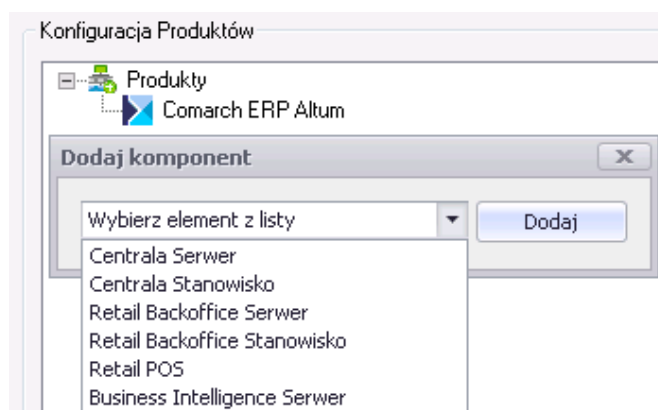 Konfiguracja Produktów
Produkty
Comarch ERP Altum
Dodaj komponent
Wybierz element z listy
Dodaj
Centrala Serwer
Centrala Stanowisko
Retail Backoffice Serwer
Retail Backoffice Stanowisko
Retail POS
Business Intelligence Serwer